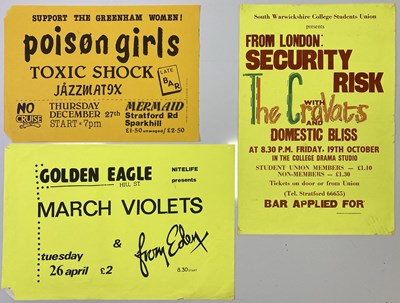 SUPPORT THE GREENHAM WOMEN!
poisøn girls
TOXIC SHOCK
JÄZZMATØX
LATE BAR
NO CRUISE
THURSDAY
DECEMBER 27th
START 7pm
MERMAID
Stratford Rd
Sparkhill
£1·50 unwaged/£2·50
South Warwickshire College Students Union
presents
FROM LONDON:
SECURITY
RISK
The CraVats
WITH
AND
DOMESTIC BLISS
AT 8.30 P.M. FRIDAY· 19TH OCTOBER
IN THE COLLEGE DRAMA STUDIO
STUDENT UNION MEMBERS — £1.10
NON-MEMBERS — £1.30
Tickets on door or from Union
(Tel. Stratford 66655)
BAR APPLIED FOR
GOLDEN EAGLE
HILL ST.
NITELIFE
presents
MARCH VIOLETS
& from Eden
tuesday
26 april £2
8.30